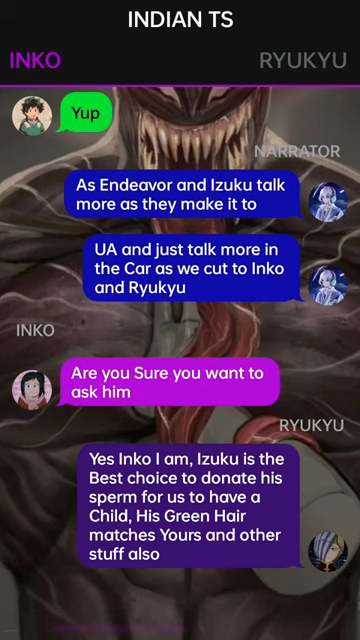 INDIAN TS
INKO
RYUKYU
Yup
NARRATOR
As Endeavor and Izuku talk
more as they make it to
UA and just talk more in
the Car as we cut to Inko
and Ryukyu
INKO
Are you Sure you want to
ask him
RYUKYU
Yes Inko I am, Izuku is the
Best choice to donate his
sperm for us to have a
Child, His Green Hair
matches Yours and other
stuff also